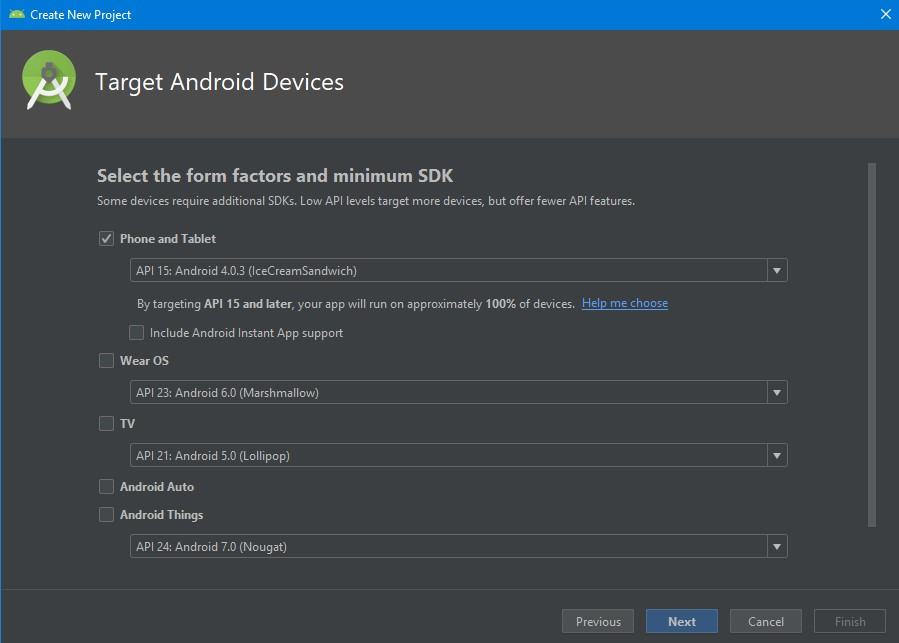 Create New Project
Target Android Devices
Select the form factors and minimum SDK
Some devices require additional SDKs. Low API levels target more devices, but offer fewer API features.
Phone and Tablet
API 15: Android 4.0.3 (IceCreamSandwich)
By targeting API 15 and later, your app will run on approximately 100% of devices. Help me choose
Include Android Instant App support
Wear OS
API 23: Android 6.0 (Marshmallow)
TV
API 21: Android 5.0 (Lollipop)
Android Auto
Android Things
API 24: Android 7.0 (Nougat)
Previous Next Cancel Finish